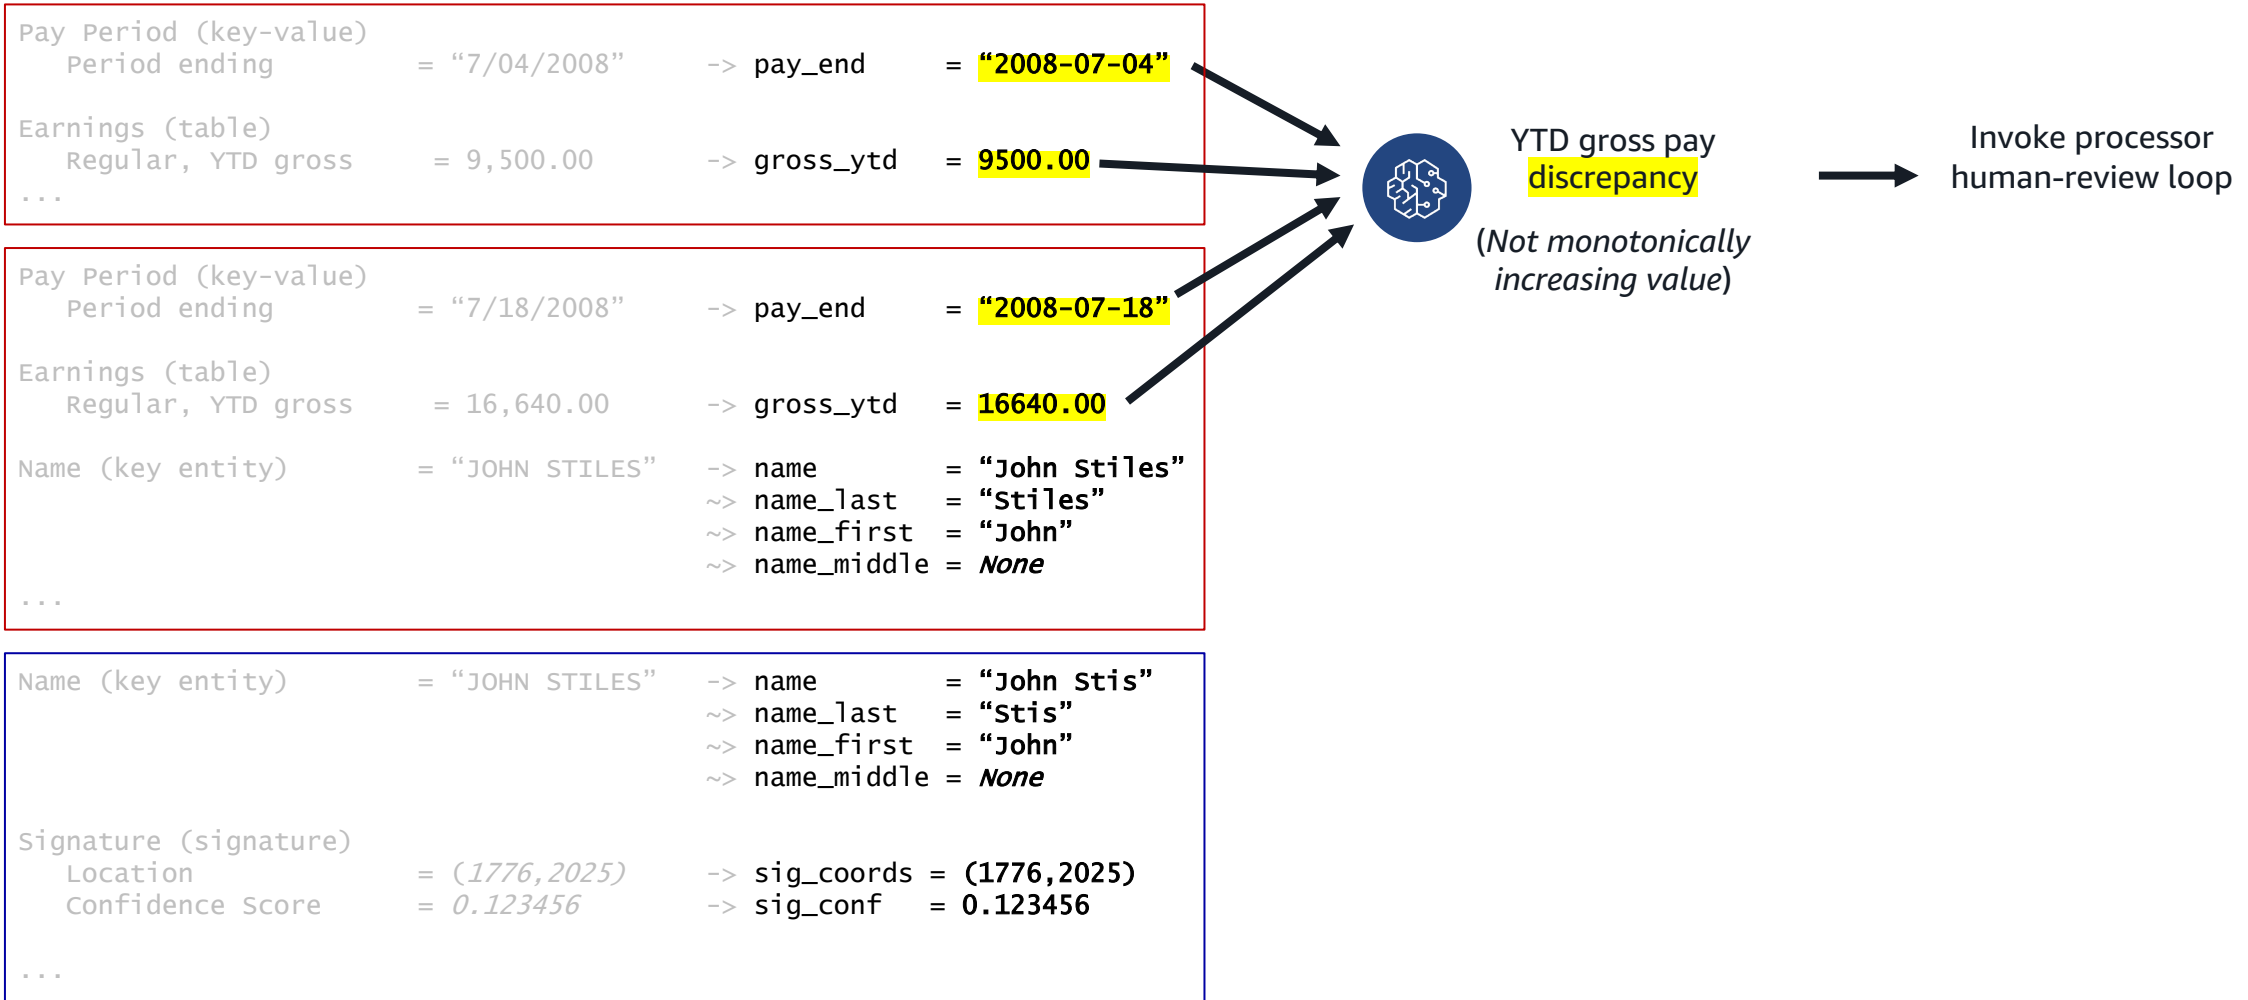 Pay Period (key-value)
Period ending = “7/04/2008” -> pay_end = “2008-07-04”
Earnings (table)
Regular, YTD gross = 9,500.00 -> gross_ytd = 9500.00
...
YTD gross pay
discrepancy
(Not monotonically
increasing value)
Invoke processor
human-review loop
Pay Period (key-value)
Period ending = “7/18/2008” -> pay_end = “2008-07-18”
Earnings (table)
Regular, YTD gross = 16,640.00 -> gross_ytd = 16640.00
Name (key entity) = “JOHN STILES” -> name = “John Stiles”
~> name_last = “Stiles”
~> name_first = “John”
~> name_middle = None
...
Name (key entity) = “JOHN STILES” -> name = “John Stis”
~> name_last = “Stis”
~> name_first = “John”
~> name_middle = None
Signature (signature)
Location = (1776,2025) -> sig_coords = (1776,2025)
Confidence Score = 0.123456 -> sig_conf = 0.123456
...